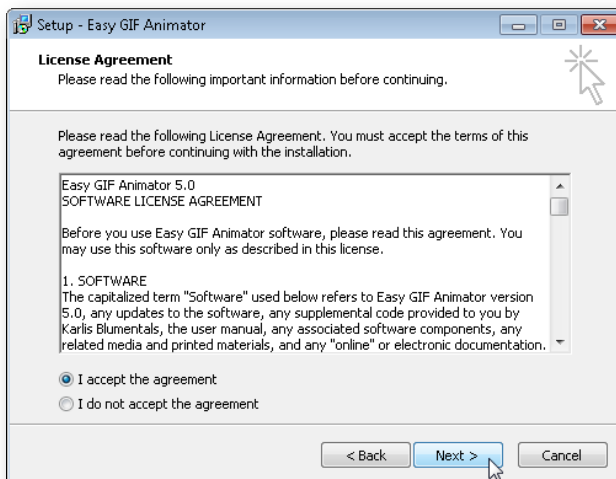 Setup - Easy GIF Animator
License Agreement
Please read the following important information before continuing.
Please read the following License Agreement. You must accept the terms of this
agreement before continuing with the installation.
Easy GIF Animator 5.0
SOFTWARE LICENSE AGREEMENT
Before you use Easy GIF Animator software, please read this agreement. You
may use this software only as described in this license.
1. SOFTWARE
The capitalized term "Software" used below refers to Easy GIF Animator version
5.0, any updates to the software, any supplemental code provided to you by
Karlis Blumentals, the user manual, any associated software components, any
related media and printed materials, and any "online" or electronic documentation.
I accept the agreement
I do not accept the agreement
< Back Next > Cancel